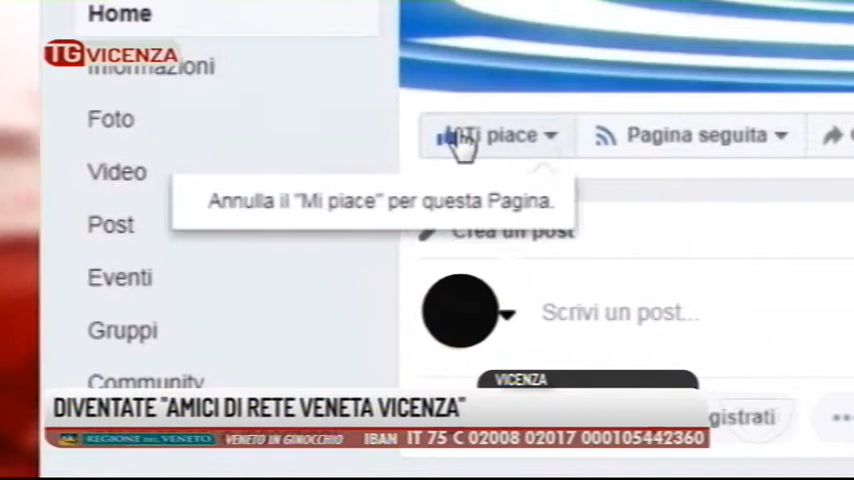 Home
TG VICENZA
Informazioni
Foto
Video
Post
Eventi
Gruppi
Community
Ti piace
Pagina seguita
Annulla il "Mi piace" per questa Pagina.
Crea un post
Scrivi un post...
VICENZA
DIVENTATE "AMICI DI RETE VENETA VICENZA"
gistrati
REGIONE DEL VENETO VENETO IN GINOCCHIO IBAN IT 75 C 02008 02017 000105442360